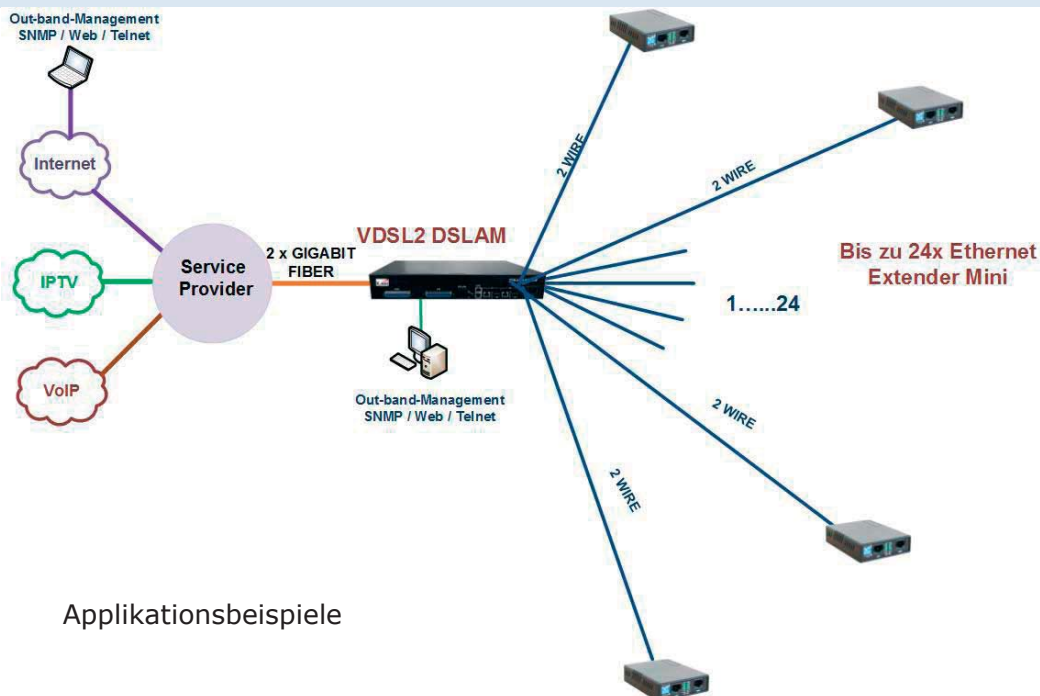 Out-band-Management
SNMP / Web / Telnet
Internet
IPTV
VoIP
Service
Provider
2 x GIGABIT
FIBER
VDSL2 DSLAM
Out-band-Management
SNMP / Web / Telnet
2 WIRE
2 WIRE
Bis zu 24x Ethernet
Extender Mini
1......24
2 WIRE
2 WIRE
Applikationsbeispiele